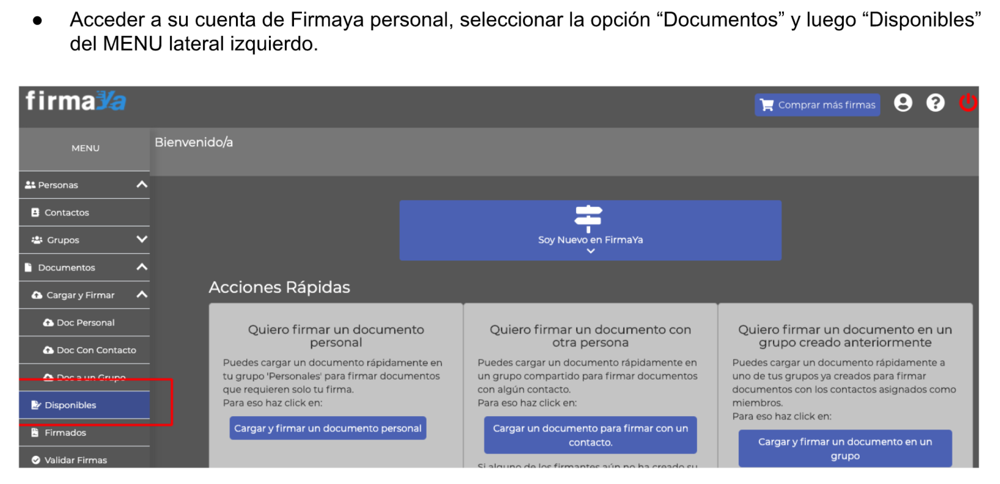 ● Acceder a su cuenta de Firmaya personal, seleccionar la opción “Documentos” y luego “Disponibles”
del MENU lateral izquierdo.
firmaYa
Comprar más firmas
MENU
Bienvenido/a
Personas
Contactos
Grupos
Documentos
Cargar y Firmar
Doc Personal
Doc Con Contacto
Doc a un Grupo
Disponibles
Firmados
Validar Firmas
Soy Nuevo en FirmaYa
Acciones Rápidas
Quiero firmar un documento
personal
Puedes cargar un documento rápidamente en
tu grupo 'Personales' para firmar documentos
que requieren solo tu firma.
Para eso haz click en:
Cargar y firmar un documento personal
Quiero firmar un documento con
otra persona
Puedes cargar un documento rápidamente en
un grupo compartido para firmar documentos
con algún contacto.
Para eso haz click en:
Cargar un documento para firmar con un
contacto.
Si alguno de los firmantes aún no ha creado su
Quiero firmar un documento en un
grupo creado anteriormente
Puedes cargar un documento rápidamente a
uno de tus grupos ya creados para firmar
documentos con los contactos asignados como
miembros.
Para eso haz click en:
Cargar y firmar un documento en un
grupo